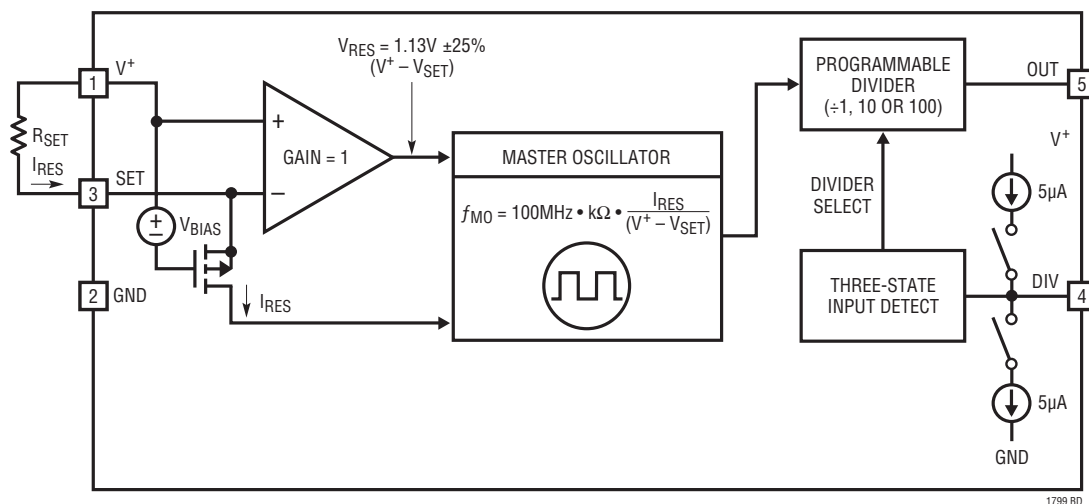 V_RES = 1.13V ±25%
(V⁺ – V_SET)
1
V⁺
R_SET
I_RES
3
SET
+
–
GAIN = 1
+
–
V_BIAS
2
GND
I_RES
MASTER OSCILLATOR
ƒ_MO = 100MHz • kΩ • I_RES
(V⁺ – V_SET)
PROGRAMMABLE
DIVIDER
(÷1, 10 OR 100)
OUT
5
DIVIDER
SELECT
THREE-STATE
INPUT DETECT
V⁺
5µA
DIV
4
5µA
GND
1799 BD